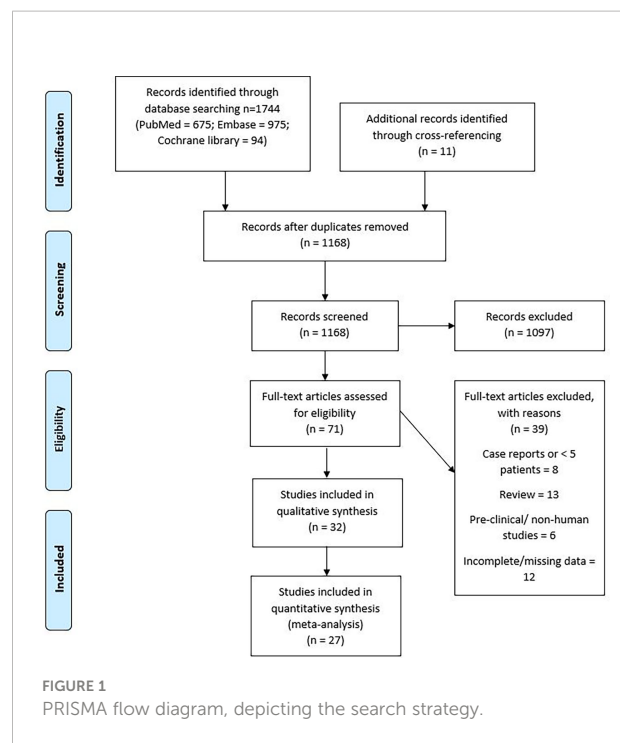 Identification
Records identified through
database searching n=1744
(PubMed = 675; Embase = 975;
Cochrane library = 94)
Additional records identified
through cross-referencing
(n = 11)
Records after duplicates removed
(n = 1168)
Screening
Records screened
(n = 1168)
Records excluded
(n = 1097)
Eligibility
Full-text articles assessed
for eligibility
(n = 71)
Full-text articles excluded,
with reasons
(n = 39)
Case reports or < 5
patients = 8
Review = 13
Pre-clinical/ non-human
studies = 6
Incomplete/missing data =
12
Studies included in
qualitative synthesis
(n = 32)
Included
Studies included in
quantitative synthesis
(meta-analysis)
(n = 27)
FIGURE 1
PRISMA flow diagram, depicting the search strategy.